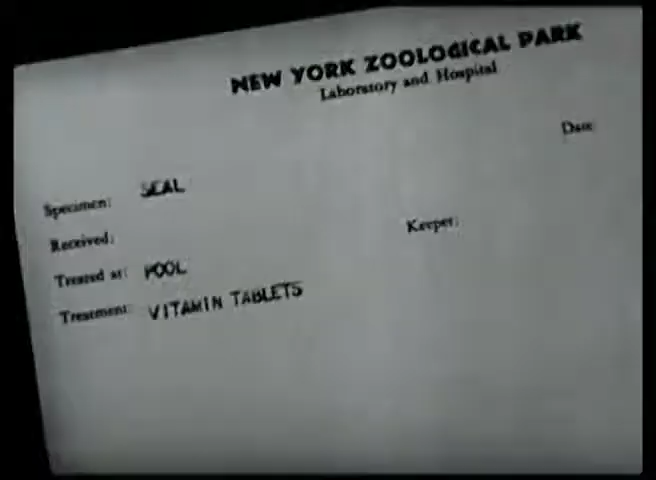 NEW YORK ZOOLOGICAL PARK
Laboratory and Hospital
Date:
Specimen: SEAL
Received:
Keeper:
Treated at: POOL
Treatment: VITAMIN TABLETS